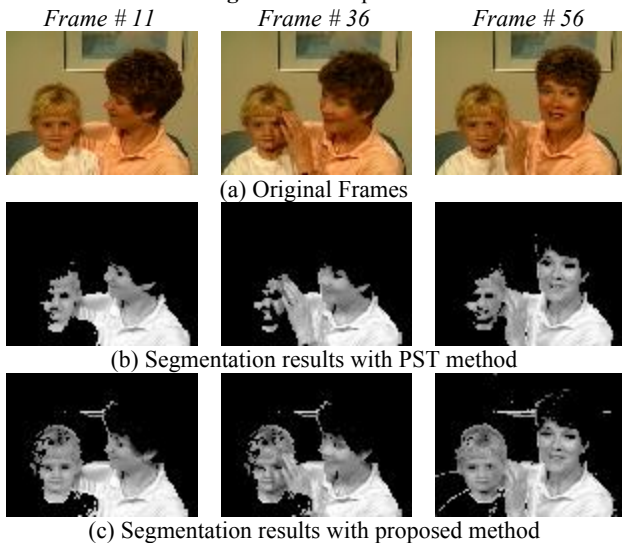 Frame # 11 Frame # 36 Frame # 56
(a) Original Frames
(b) Segmentation results with PST method
(c) Segmentation results with proposed method